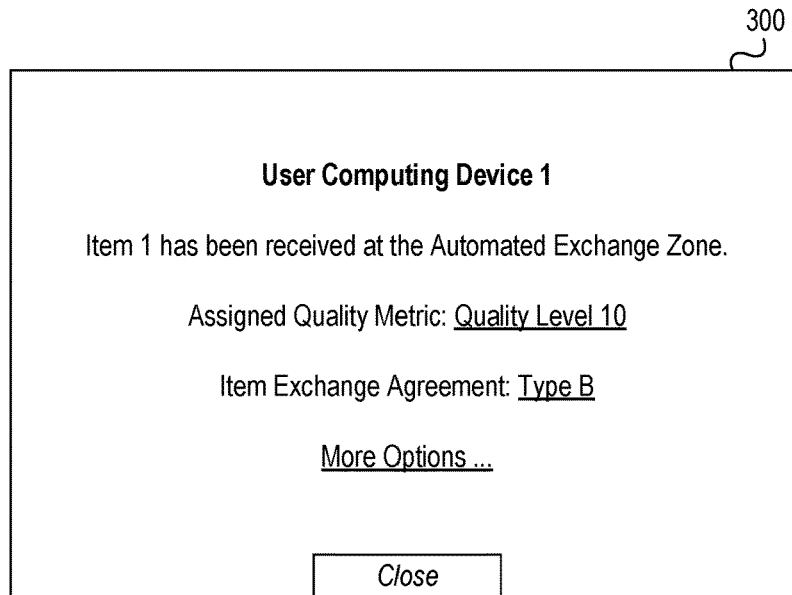 300
User Computing Device 1
Item 1 has been received at the Automated Exchange Zone.
Assigned Quality Metric: Quality Level 10
Item Exchange Agreement: Type B
More Options ...
Close